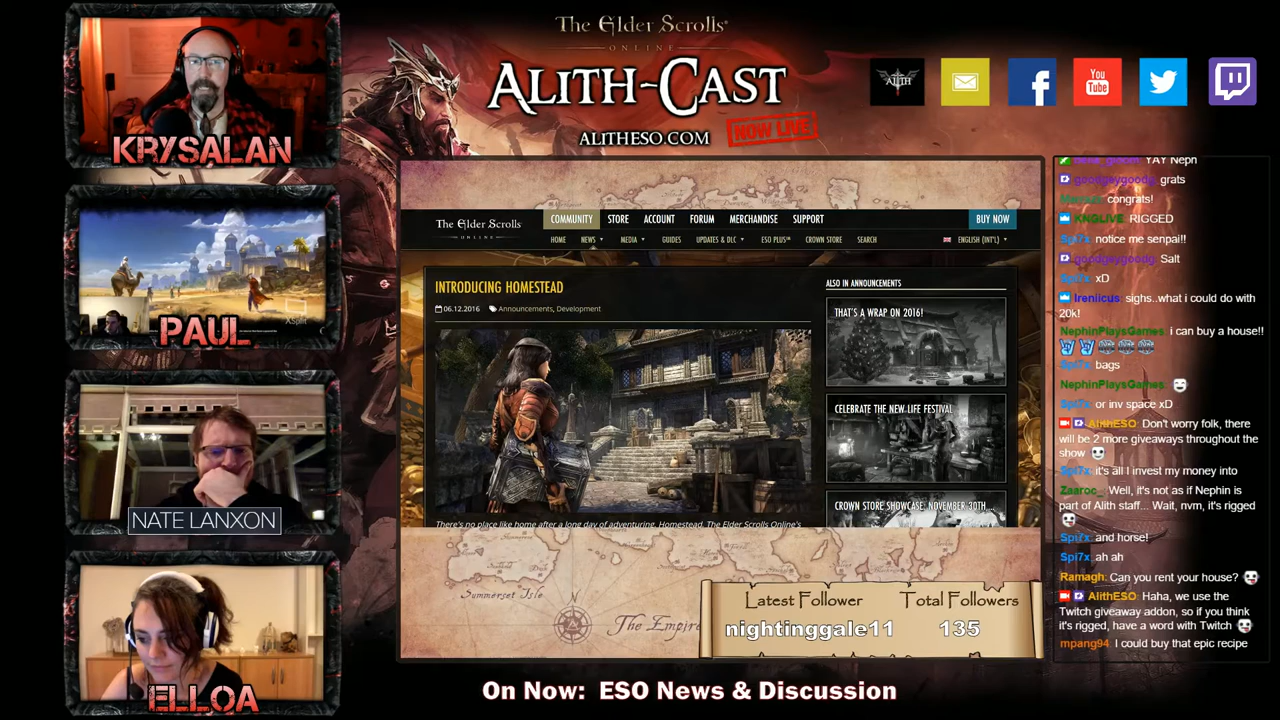 The Elder Scrolls
ONLINE
ALITH-CAST
ALITHESO.COM
NOW LIVE
ALITH
You
Tube
KRYSALAN
XSplit
PAUL
NATE LANXON
ELLOA
The Elder Scrolls
ONLINE
COMMUNITY STORE ACCOUNT FORUM MERCHANDISE SUPPORT
BUY NOW
HOME NEWS MEDIA GUIDES UPDATES & DLC ESO PLUS™ CROWN STORE SEARCH
ENGLISH (INT'L)
INTRODUCING HOMESTEAD
06.12.2016 Announcements, Development
There's no place like home after a long day of adventuring. Homestead, The Elder Scrolls Online's
ALSO IN ANNOUNCEMENTS
THAT'S A WRAP ON 2016!
CELEBRATE THE NEW LIFE FESTIVAL
CROWN STORE SHOWCASE: NOVEMBER 30TH...
Summerset Isle
The Empire
Latest Follower
nightinggale11
Total Followers
135
On Now: ESO News & Discussion
YAY Neph
goodgeygoodg: grats
congrats!
KNGLIVE RIGGED
Spi7x: notice me senpai!!
goodgeygoodg: Salt
Spi7x: xD
Ireniicus: sighs..what i could do with
20k!
NephinPlaysGames: i can buy a house!!
Spi7x: bags
NephinPlaysGames:
Spi7x: or inv space xD
AlithESO: Don't worry folk, there
will be 2 more giveaways throughout the
show
Spi7x: it's all I invest my money into
Zaaroc_: Well, it's not as if Nephin is
part of Alith staff... Wait, nvm, it's rigged
Spi7x: and horse!
Spi7x: ah ah
Ramagh: Can you rent your house?
AlithESO: Haha, we use the
Twitch giveaway addon, so if you think
it's rigged, have a word with Twitch
mpang94: I could buy that epic recipe